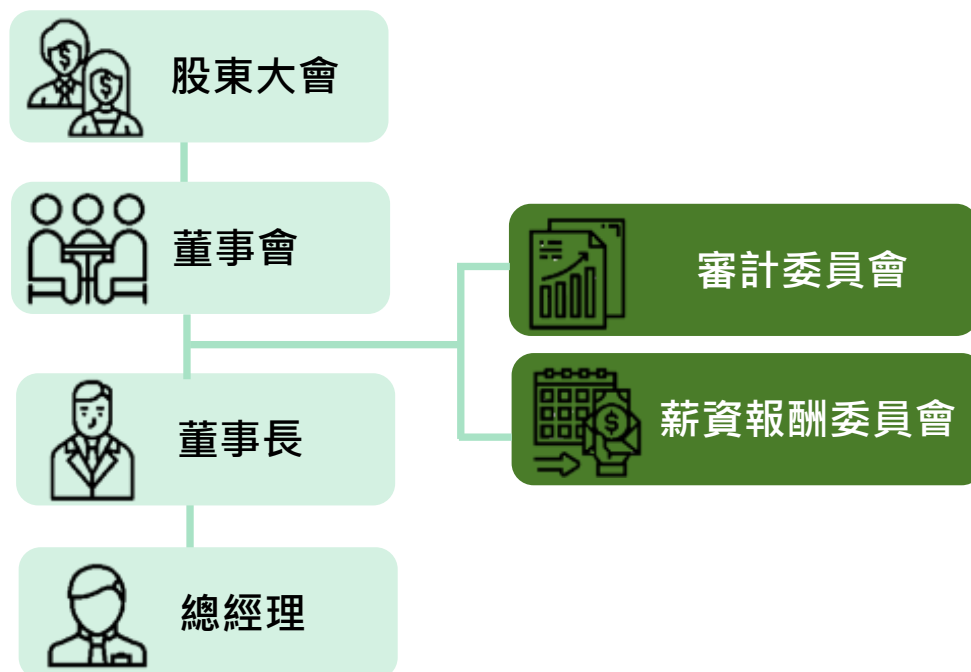 股東大會
董事會
審計委員會
薪資報酬委員會
董事長
總經理